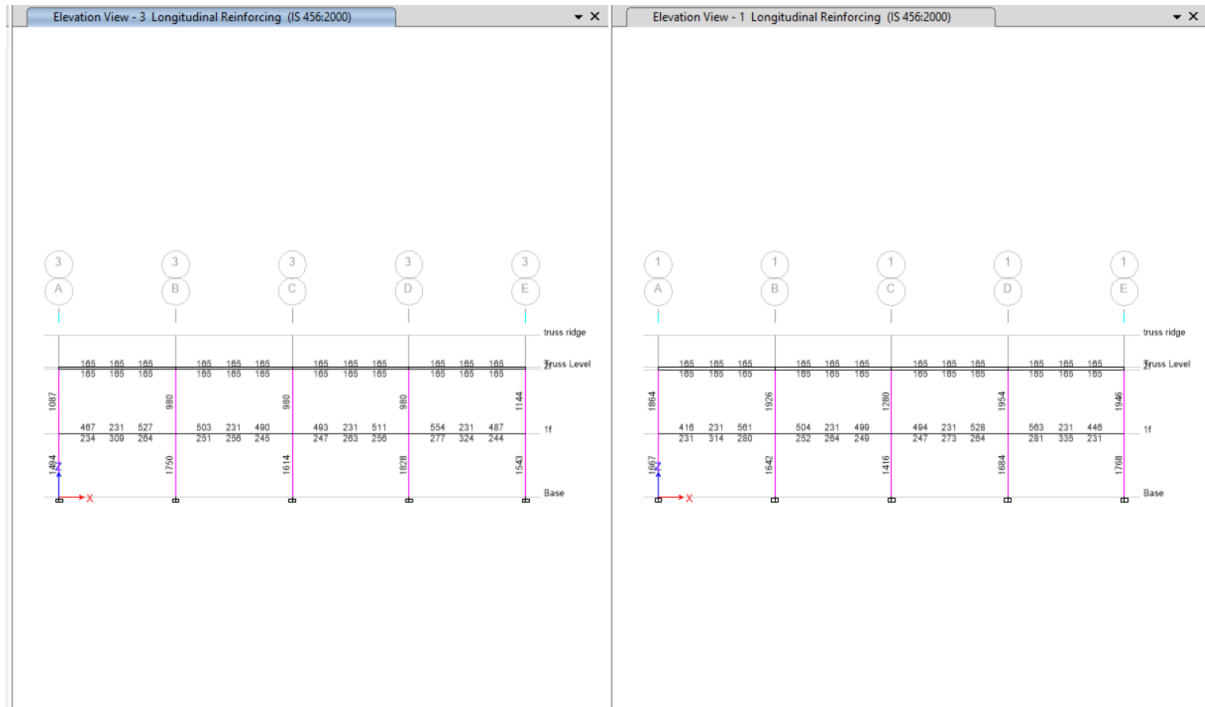 Elevation View - 3 Longitudinal Reinforcing (IS 456:2000)
3 3 3 3 3
A B C D E
truss ridge
165 165 165 165 165 165 165 165 165 165 165 165 Truss Level
165 165 165 165 165 165 165 165 165 165 165 165
1087 980 980 980 1144
467 231 527 503 231 490 493 231 511 554 231 487 1f
234 309 264 251 256 245 247 263 256 277 324 244
1494 1750 1614 1828 1543
Z
X
Base
Elevation View - 1 Longitudinal Reinforcing (IS 456:2000)
1 1 1 1 1
A B C D E
truss ridge
165 165 165 165 165 165 165 165 165 165 165 165 Truss Level
165 165 165 165 165 165 165 165 165 165 165 165
1864 1926 1280 1954 1946
416 231 561 504 231 499 494 231 528 563 231 446 1f
231 314 280 252 264 249 247 273 264 281 335 231
1667 1642 1416 1684 1768
Z
X
Base